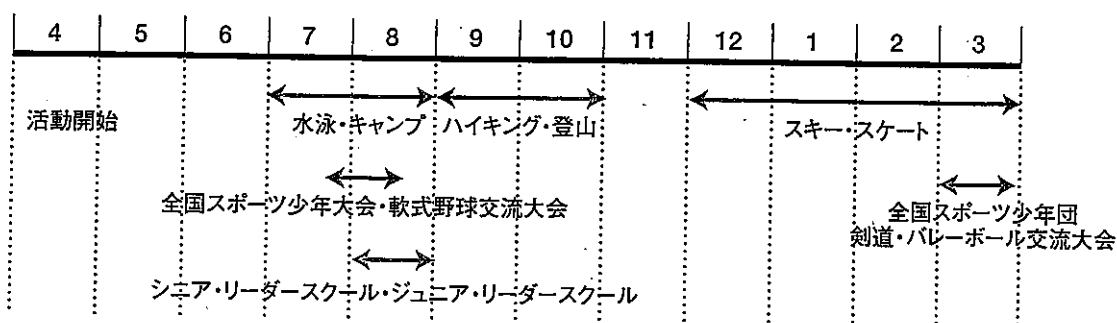 4 5 6 7 8 9 10 11 12 1 2 3
活動開始
水泳・キャンプ
ハイキング・登山
スキー・スケート
全国スポーツ少年大会・軟式野球交流大会
全国スポーツ少年団
剣道・バレーボール交流大会
シニア・リーダースクール・ジュニア・リーダースクール